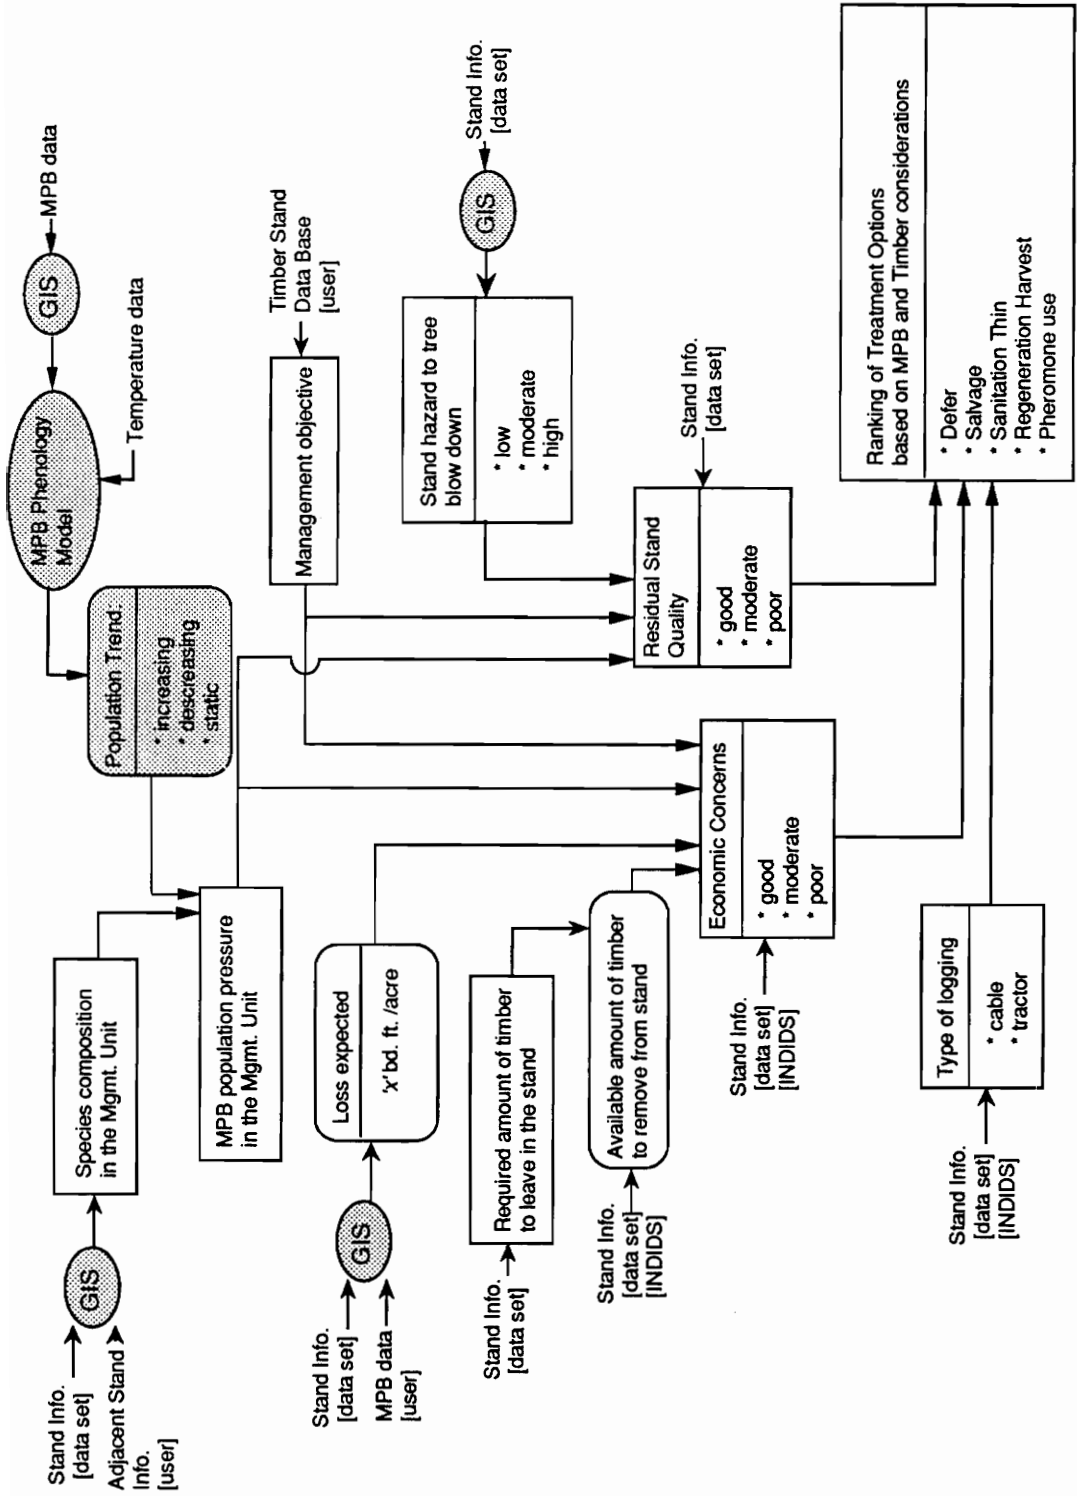 Stand Info.
[data set]
Adjacent Stand
Info.
[user]
GIS
Species composition
in the Mgmt. Unit
MPB population pressure
in the Mgmt. Unit
Population Trend
* increasing
* descreasing
* static
MPB Phenology
Model
GIS
MPB data
Temperature data
Stand Info.
[data set]
MPB data
[user]
GIS
Loss expected
'x' bd. ft. /acre
Management objective
Timber Stand
Data Base
[user]
Stand Info.
[data set]
Required amount of timber
to leave in the stand
Stand hazard to tree
blow down
* low
* moderate
* high
GIS
Stand Info.
[data set]
Stand Info.
[data set]
[INDIDS]
Available amount of timber
to remove from stand
Residual Stand
Quality
* good
* moderate
* poor
Stand Info.
[data set]
Stand Info.
[data set]
[INDIDS]
Economic Concerns
* good
* moderate
* poor
Stand Info.
[data set]
[INDIDS]
Type of logging
* cable
* tractor
Ranking of Treatment Options
based on MPB and Timber considerations
* Defer
* Salvage
* Sanitation Thin
* Regeneration Harvest
* Pheromone use